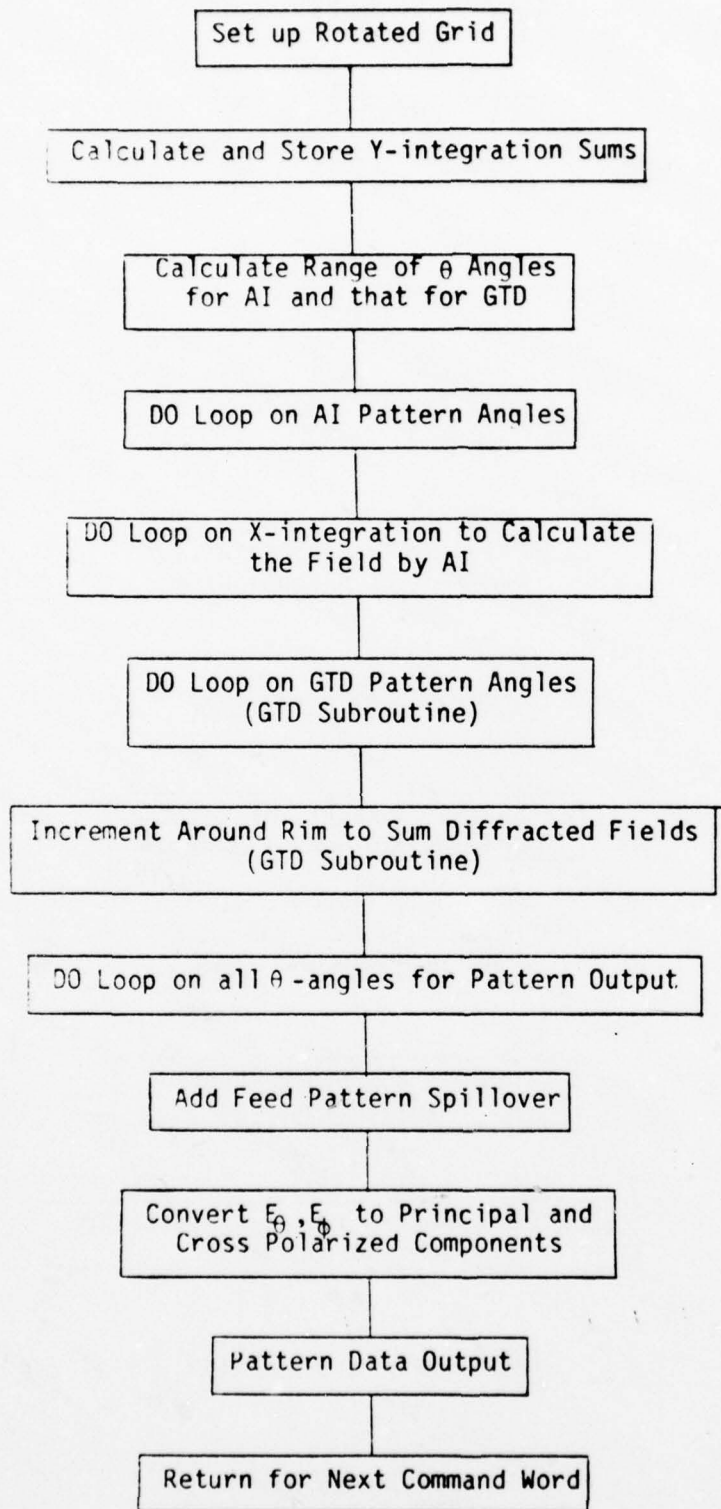 Set up Rotated Grid
Calculate and Store Y-integration Sums
Calculate Range of θ Angles
for AI and that for GTD
DO Loop on AI Pattern Angles
DO Loop on X-integration to Calculate
the Field by AI
DO Loop on GTD Pattern Angles
(GTD Subroutine)
Increment Around Rim to Sum Diffracted Fields
(GTD Subroutine)
DO Loop on all θ-angles for Pattern Output
Add Feed Pattern Spillover
Convert E_θ, E_ϕ to Principal and
Cross Polarized Components
Pattern Data Output
Return for Next Command Word